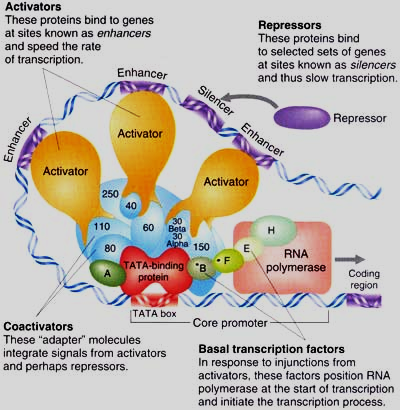 Activators
These proteins bind to genes
at sites known as enhancers
and speed the rate
of transcription.
Repressors
These proteins bind
to selected sets of genes
at sites known as silencers
and thus slow transcription.
Enhancer
Silencer
Enhancer
Enhancer
Repressor
Activator
Activator
Activator
250
40
110
60
30
Beta
30
Alpha
80
150
A
TATA-binding
protein
•B
•F
E
H
RNA
polymerase
Coding
region
TATA box
Core promoter
Coactivators
These “adapter” molecules
integrate signals from activators
and perhaps repressors.
Basal transcription factors
In response to injunctions from
activators, these factors position RNA
polymerase at the start of transcription
and initiate the transcription process.